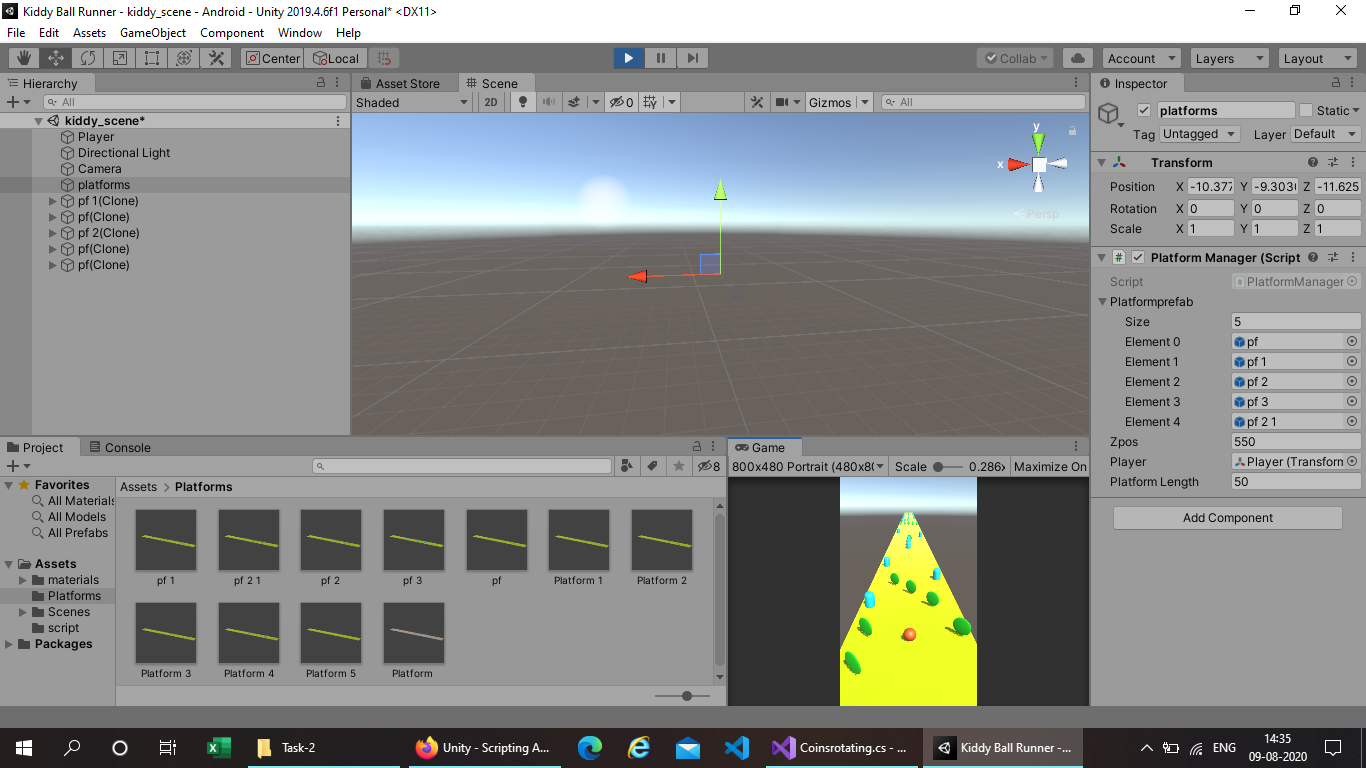 Kiddy Ball Runner - kiddy_scene - Android - Unity 2019.4.6f1 Personal* <DX11>
File Edit Assets GameObject Component Window Help
Center Local Collab Account Layers Layout
Hierarchy
All
kiddy_scene*
Player
Directional Light
Camera
platforms
pf 1(Clone)
pf(Clone)
pf 2(Clone)
pf(Clone)
pf(Clone)
Asset Store Scene
Shaded 2D 0 Gizmos All
y
x
Persp
Inspector
platforms Static
Tag Untagged Layer Default
Transform
Position X -10.377 Y -9.303 Z -11.625
Rotation X 0 Y 0 Z 0
Scale X 1 Y 1 Z 1
# Platform Manager (Script
Script PlatformManager
Platformprefab
Size 5
Element 0 pf
Element 1 pf 1
Element 2 pf 2
Element 3 pf 3
Element 4 pf 2 1
Zpos 550
Player Player (Transform
Platform Length 50
Add Component
Project Console
8
Favorites
All Materials
All Models
All Prefabs
Assets
materials
Platforms
Scenes
script
Packages
Assets > Platforms
pf 1 pf 2 1 pf 2 pf 3 pf Platform 1 Platform 2
Platform 3 Platform 4 Platform 5 Platform
Game
800x480 Portrait (480x80 Scale 0.286x Maximize On
Task-2 Unity - Scripting A... Coinsrotating.cs - ... Kiddy Ball Runner -...
ENG
14:35
09-08-2020